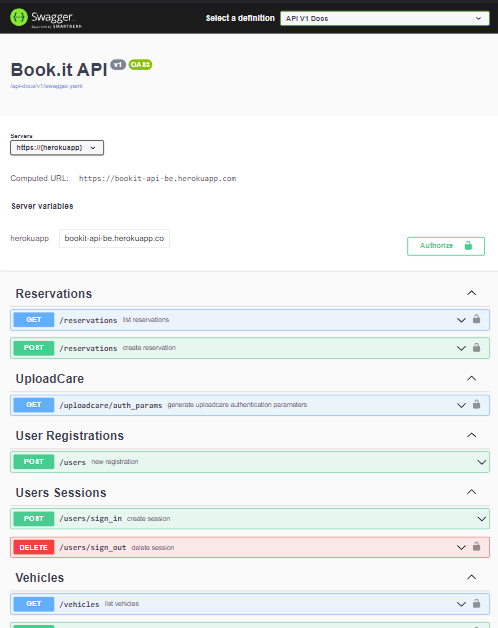 Swagger.
Supported by SMARTBEAR
Select a definition
API V1 Docs
Book.it API v1 OAS3
/api-docs/v1/swagger.yaml
Servers
https://{herokuapp}
Computed URL: https://bookit-api-be.herokuapp.com
Server variables
herokuapp bookit-api-be.herokuapp.co
Authorize
Reservations
GET /reservations list reservations
POST /reservations create reservation
UploadCare
GET /uploadcare/auth_params generate uploadcare authentication parameters
User Registrations
POST /users new registration
Users Sessions
POST /users/sign_in create session
DELETE /users/sign_out delete session
Vehicles
GET /vehicles list vehicles